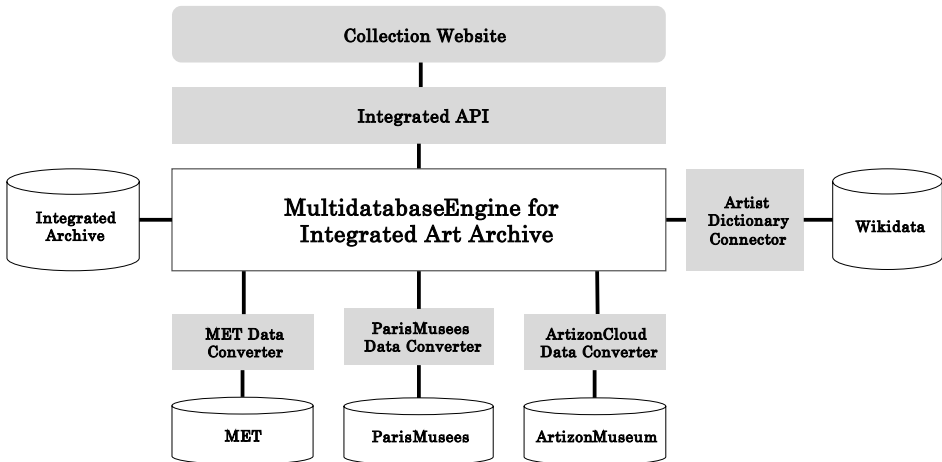 Collection Website
Integrated API
Integrated
Archive
MultidatabaseEngine for
Integrated Art Archive
Artist
Dictionary
Connector
Wikidata
MET Data
Converter
ParisMusees
Data Converter
ArtizonCloud
Data Converter
MET
ParisMusees
ArtizonMuseum